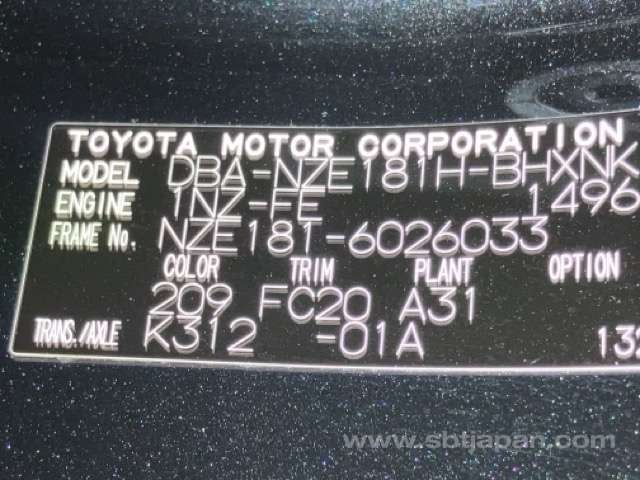 TOYOTA MOTOR CORPORATION
MODEL DBA-NZE181H-BHXNK
ENGINE 1NZ-FE 1496
FRAME No. NZE181-6026033
COLOR TRIM PLANT OPTION
209 FC20 A31
TRANS./AXLE K312 -01A 132
www.sbtjapan.com